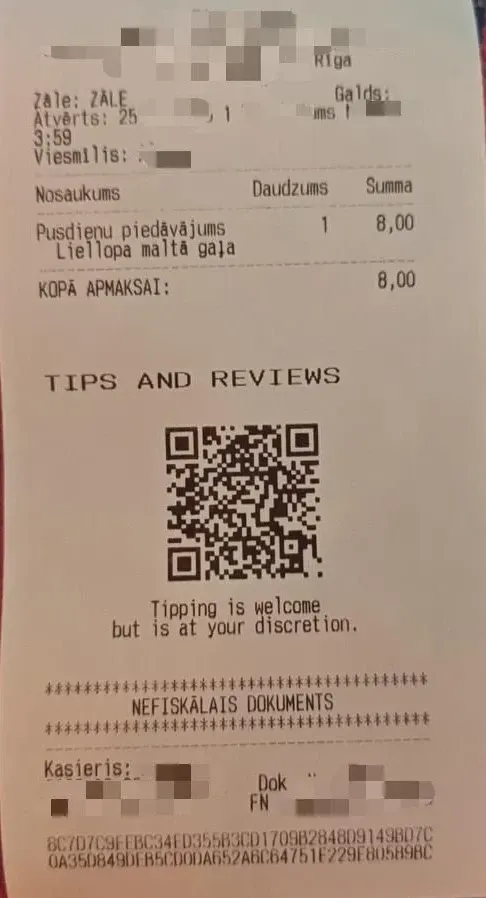 Rīga
Zāle: ZĀLE Galds:
Atvērts: 25 1
3:59
Viesmīlis:
Nosaukums Daudzums Summa
Pusdienu piedāvājums 1 8,00
Liellopa maltā gaļa
KOPĀ APMAKSAI: 8,00
TIPS AND REVIEWS
Tipping is welcome
but is at your discretion.
****************************************
NEFISKĀLAIS DOKUMENTS
****************************************
Kasieris:
Dok
FN